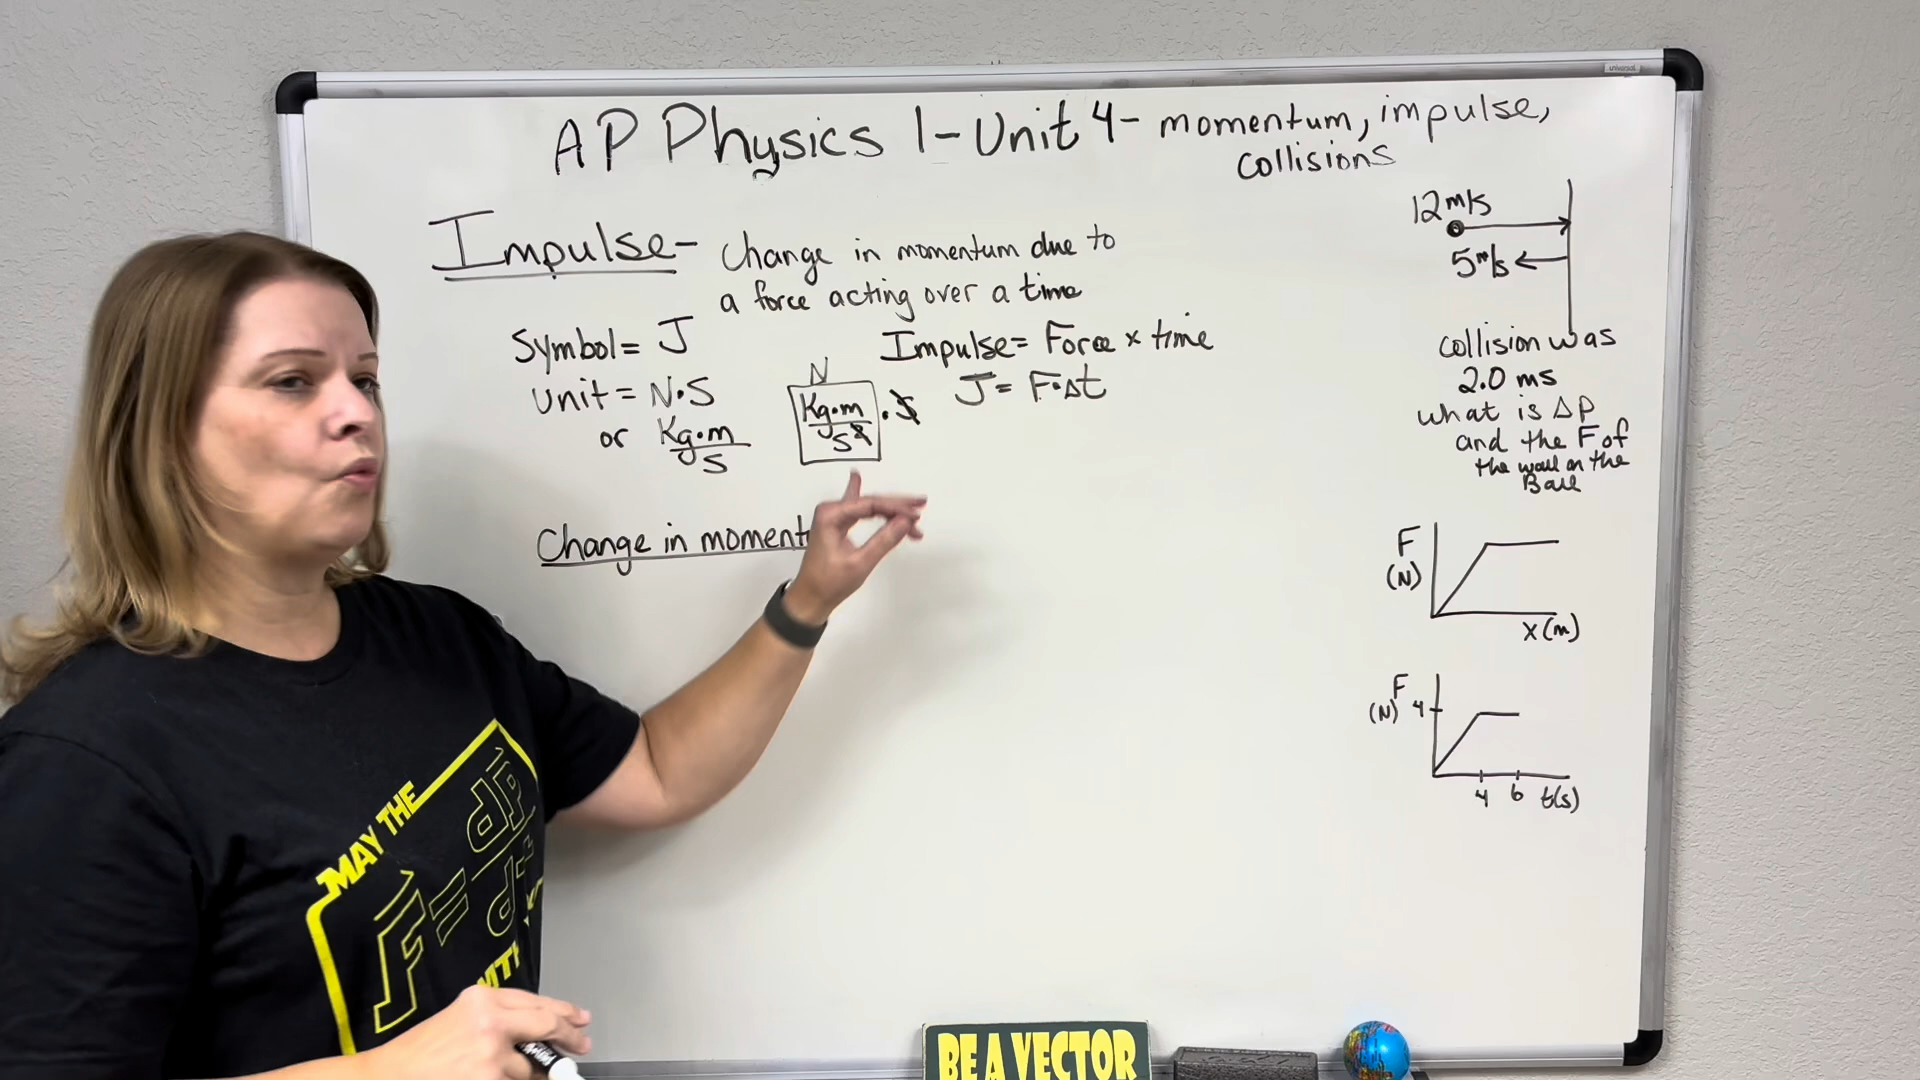 universal
AP Physics 1-Unit 4- momentum, impulse,
collisions
Impulse- Change in momentum due to
a force acting over a time
Symbol= J
Impulse= Force x time
unit = N·S
or Kg·m
S
N
Kg·m
S²
·S
J= F·Δt
Change in
12 m/s
5 m/s
collision was
2.0 ms
what is ΔP
and the F of
the wall on the
Ball
F
(N)
X (m)
F
(N) 4
4 6 t(s)
MAY THE
F = dp
dt
BE A VECTOR